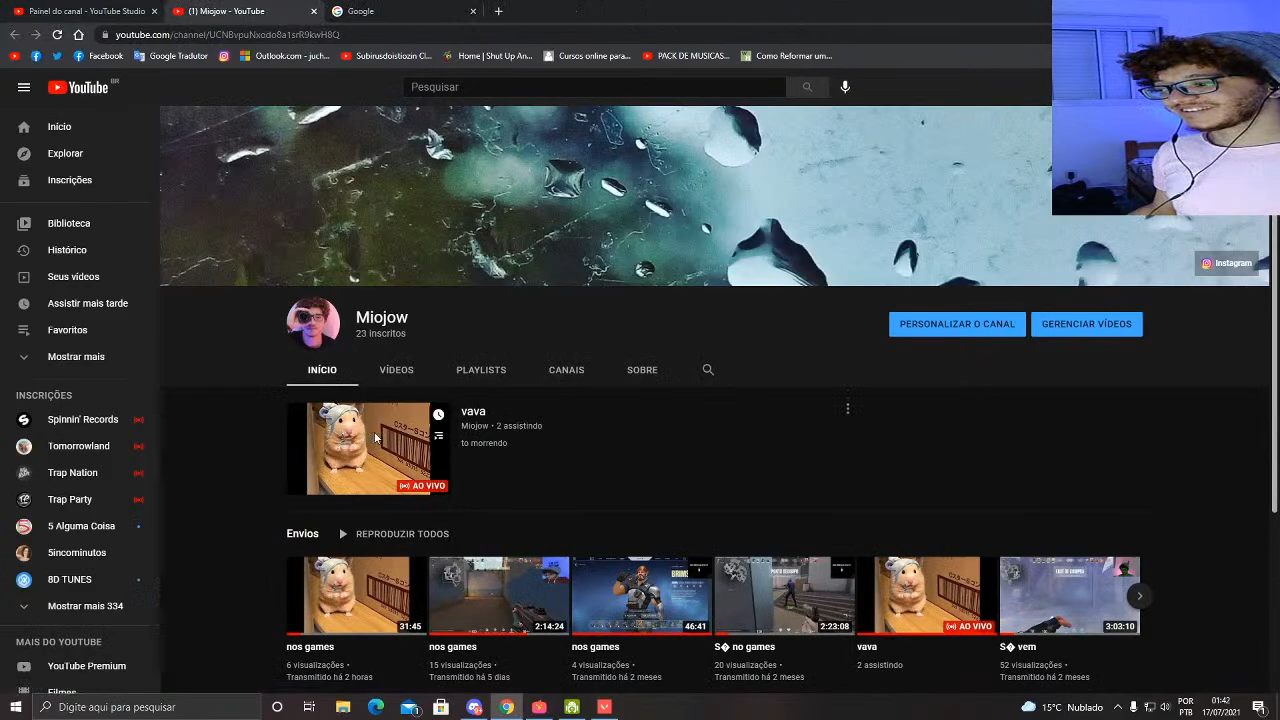 Painel do canal - YouTube Studio
(1) Miojow - YouTube
Google
youtube.com/channel/UCNBvpuNxcdo8a1srR9kwH8Q
Facebook
Google Tradutor
Outlook.com - juch...
Subirusdoistiozin Cl...
Home | Shut Up An...
Cursos online para...
PACK DE MUSICAS...
Como Reformar um...
YouTube BR
Pesquisar
Início
Explorar
Inscrições
Biblioteca
Histórico
Seus vídeos
Assistir mais tarde
Favoritos
Mostrar mais
INSCRIÇÕES
Spinnin' Records
Tomorrowland
Trap Nation
Trap Party
5 Alguma Coisa
5incominutos
8D TUNES
Mostrar mais 334
MAIS DO YOUTUBE
YouTube Premium
Filmes
Instagram
Miojow
23 inscritos
PERSONALIZAR O CANAL
GERENCIAR VÍDEOS
INÍCIO
VÍDEOS
PLAYLISTS
CANAIS
SOBRE
vava
Miojow • 2 assistindo
to morrendo
AO VIVO
Envios
REPRODUZIR TODOS
31:45
nos games
6 visualizações •
Transmitido há 2 horas
2:14:24
nos games
15 visualizações •
Transmitido há 5 dias
BRIMS
46:41
nos games
4 visualizações •
Transmitido há 2 meses
2:23:08
S� no games
20 visualizações •
Transmitido há 2 meses
AO VIVO
vava
2 assistindo
3:03:10
S� vem
52 visualizações •
Transmitido há 2 meses
Digite aqui para pesquisar
Nublado
POR
PTB
01:42
17/07/2021